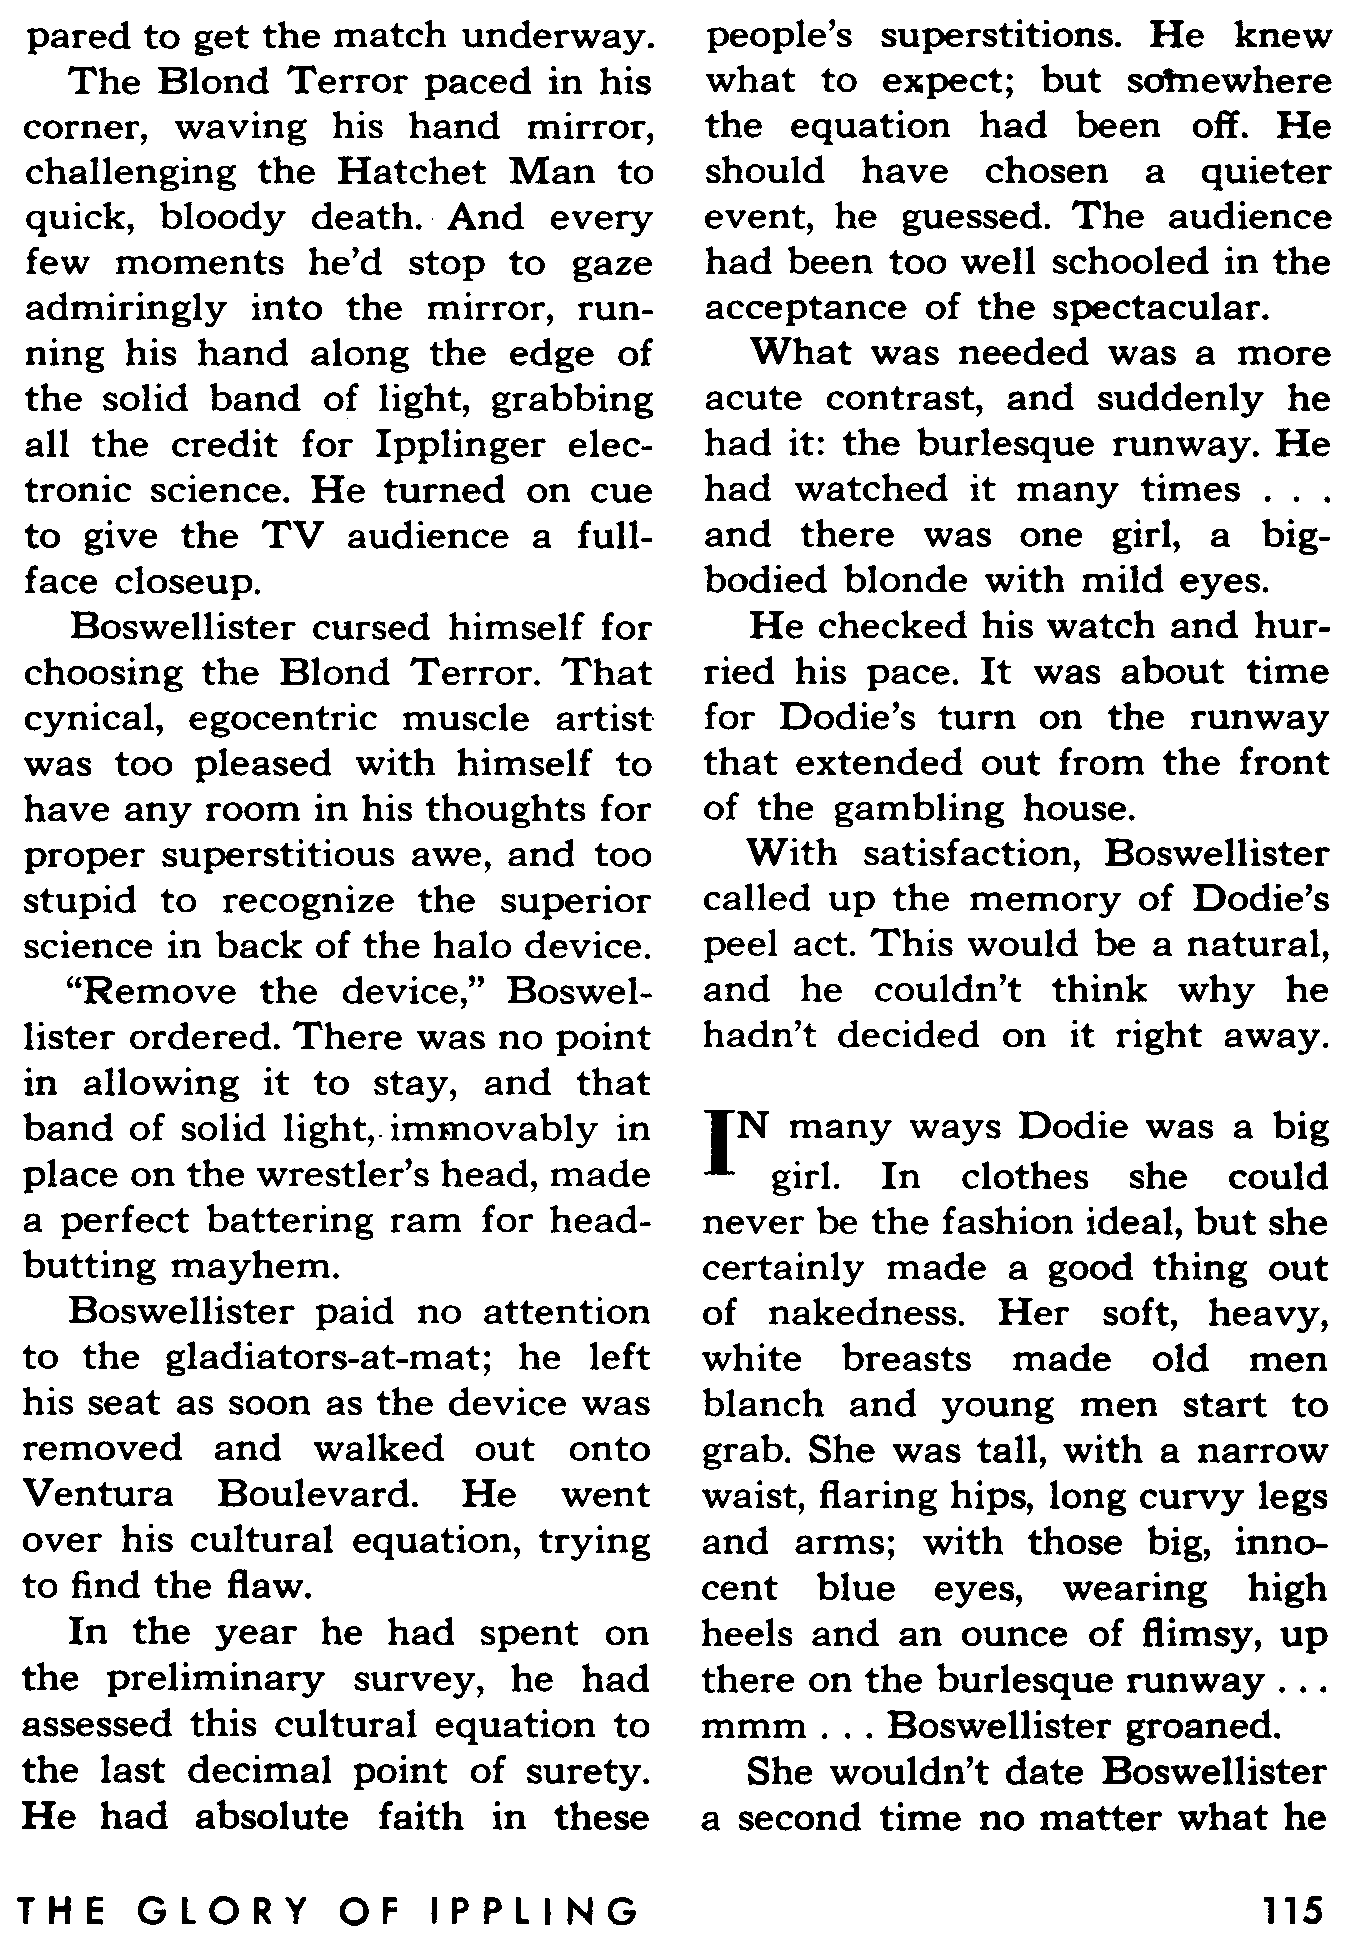 pared to get the match underway.
The Blond Terror paced in his
corner, waving his hand mirror,
challenging the Hatchet Man to
quick, bloody death. And every
few moments he'd stop to gaze
admiringly into the mirror, run-
ning his hand along the edge of
the solid band of light, grabbing
all the credit for Ipplinger elec-
tronic science. He turned on cue
to give the TV audience a full-
face closeup.
Boswellister cursed himself for
choosing the Blond Terror. That
cynical, egocentric muscle artist
was too pleased with himself to
have any room in his thoughts for
proper superstitious awe, and too
stupid to recognize the superior
science in back of the halo device.
“Remove the device,” Boswel-
lister ordered. There was no point
in allowing it to stay, and that
band of solid light, immovably in
place on the wrestler's head, made
a perfect battering ram for head-
butting mayhem.
Boswellister paid no attention
to the gladiators-at-mat; he left
his seat as soon as the device was
removed and walked out onto
Ventura Boulevard. He went
over his cultural equation, trying
to find the flaw.
In the year he had spent on
the preliminary survey, he had
assessed this cultural equation to
the last decimal point of surety.
He had absolute faith in these
people's superstitions. He knew
what to expect; but somewhere
the equation had been off. He
should have chosen a quieter
event, he guessed. The audience
had been too well schooled in the
acceptance of the spectacular.
What was needed was a more
acute contrast, and suddenly he
had it: the burlesque runway. He
had watched it many times . . .
and there was one girl, a big-
bodied blonde with mild eyes.
He checked his watch and hur-
ried his pace. It was about time
for Dodie's turn on the runway
that extended out from the front
of the gambling house.
With satisfaction, Boswellister
called up the memory of Dodie's
peel act. This would be a natural,
and he couldn't think why he
hadn't decided on it right away.
IN many ways Dodie was a big
girl. In clothes she could
never be the fashion ideal, but she
certainly made a good thing out
of nakedness. Her soft, heavy,
white breasts made old men
blanch and young men start to
grab. She was tall, with a narrow
waist, flaring hips, long curvy legs
and arms; with those big, inno-
cent blue eyes, wearing high
heels and an ounce of flimsy, up
there on the burlesque runway . . .
mmm . . . Boswellister groaned.
She wouldn't date Boswellister
a second time no matter what he
THE GLORY OF IPPLING 115